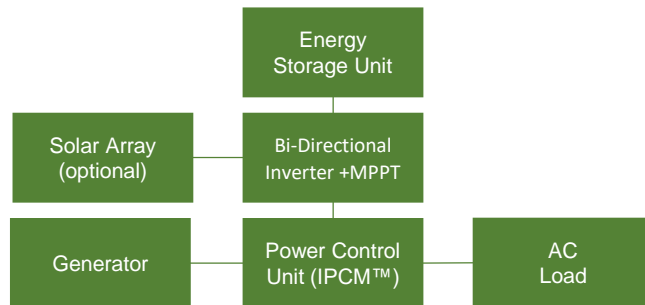 Energy
Storage Unit
Solar Array
(optional)
Bi-Directional
Inverter +MPPT
Generator
Power Control
Unit (IPCM™)
AC
Load